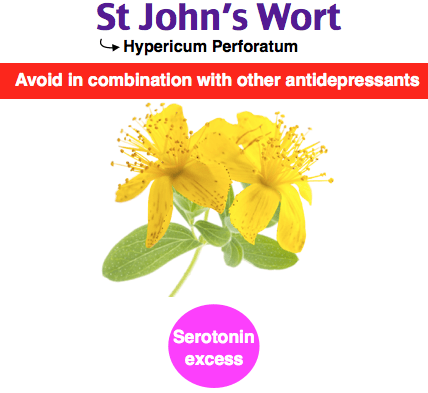 St John's Wort
Hypericum Perforatum
Avoid in combination with other antidepressants
Serotonin
excess